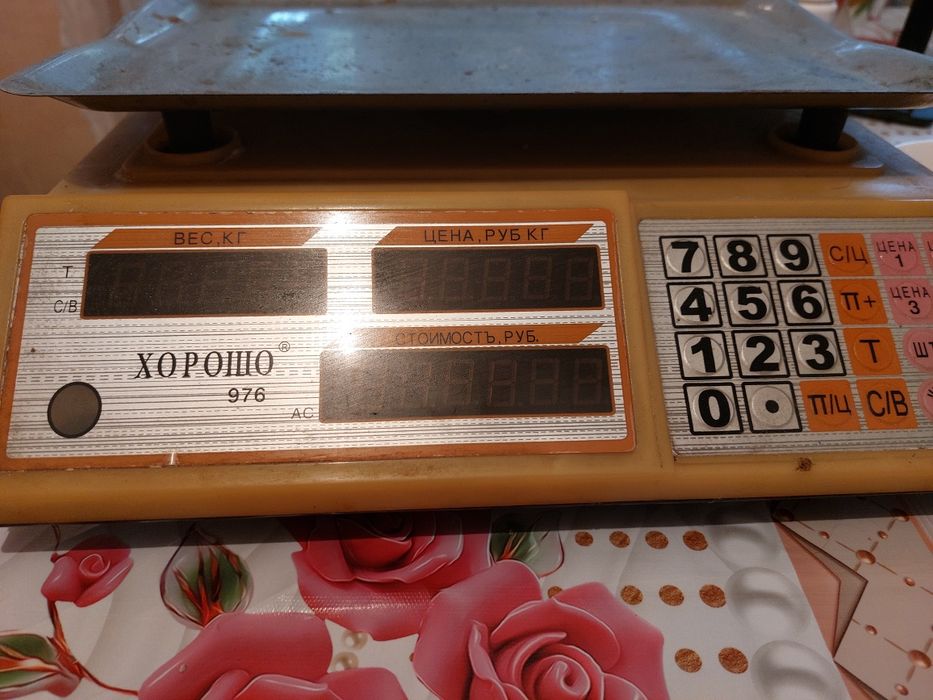 ВЕС,КГ
ЦЕНА,РУБ КГ
Т
С/В
СТОИМОСТЬ,РУБ.
ХОРОШО®
976
АС
7 8 9 С/Ц ЦЕНА 1
4 5 6 П+ ЦЕНА 3
1 2 3 Т
0 . П/Ц С/В